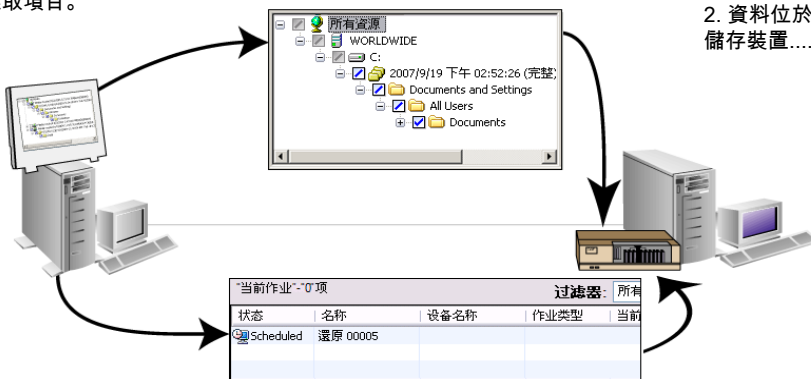 取項目。
2. 資料位於
儲存裝置....
所有資源
WORLDWIDE
C:
2007/9/19 下午 02:52:26 (完整)
Documents and Settings
All Users
Documents
"当前作业"-"0"项
过滤器: 所有
状态 名称 设备名称 作业类型 当前
Scheduled 還原 00005